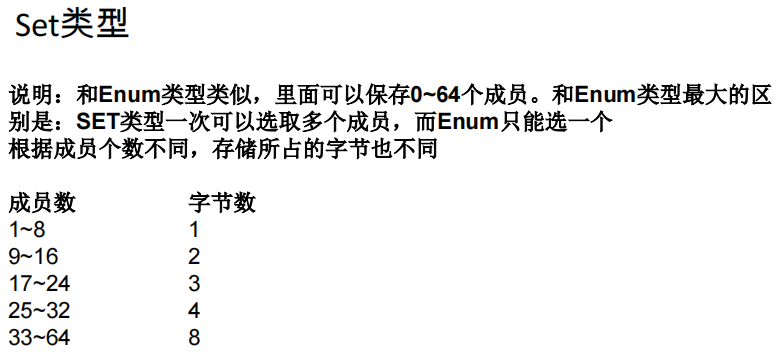 Set类型
说明：和Enum类型类似，里面可以保存0~64个成员。和Enum类型最大的区
别是：SET类型一次可以选取多个成员，而Enum只能选一个
根据成员个数不同，存储所占的字节也不同
成员数 字节数
1~8 1
9~16 2
17~24 3
25~32 4
33~64 8